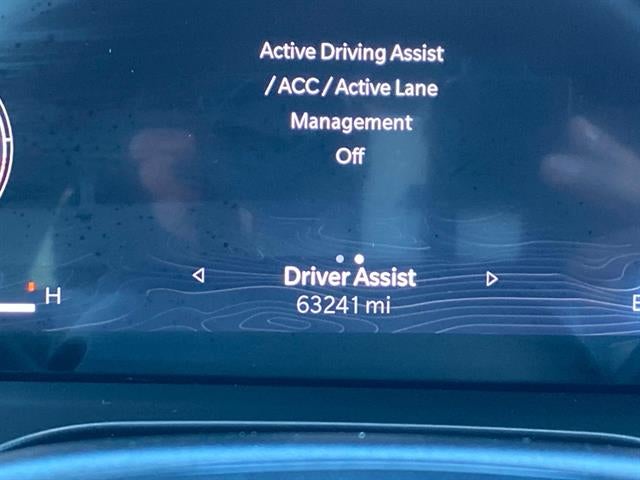 Active Driving Assist
/ ACC / Active Lane
Management
Off
Driver Assist
63241 mi
H
E